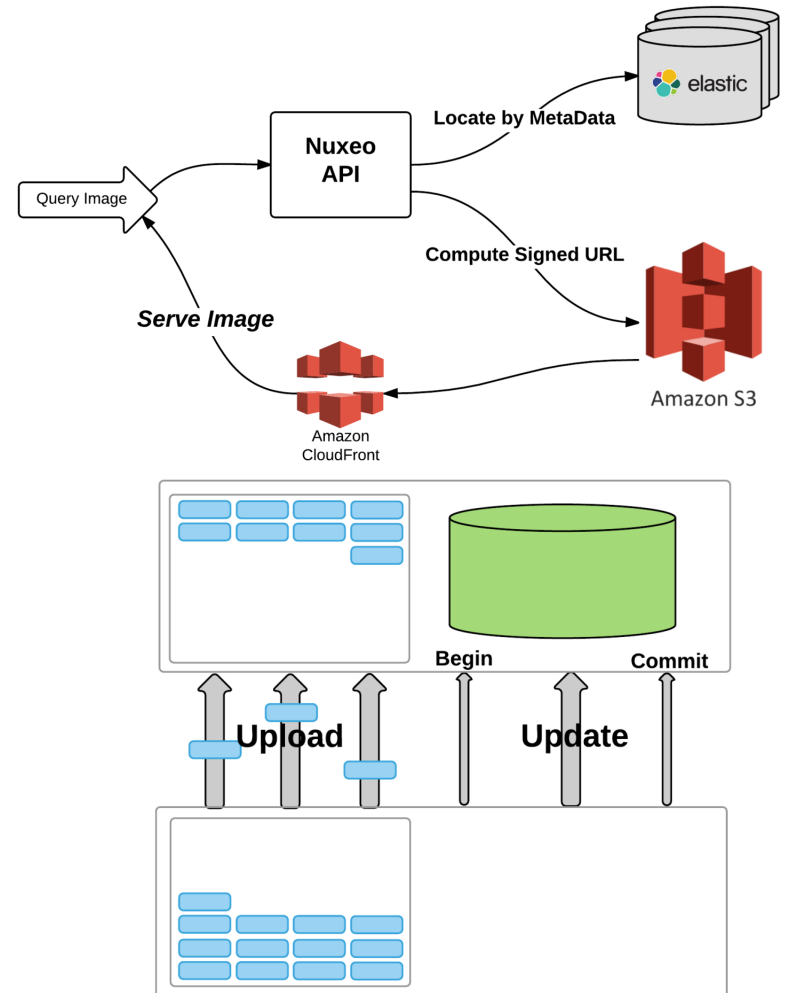 elastic
Locate by MetaData
Nuxeo
API
Query Image
Compute Signed URL
Serve Image
Amazon S3
Amazon
CloudFront
Begin
Commit
Upload
Update